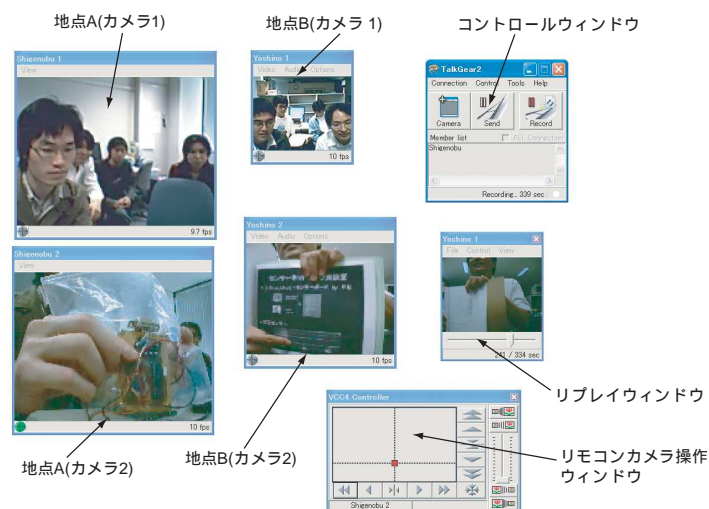 地点A(カメラ1)
地点B(カメラ 1)
コントロールウィンドウ
Shigenobu 1
View
9.7 fps
Yoshino 1
Video Audio Options
10 fps
TalkGear2
Connection Control Tools Help
Camera Send Record
Member list ALL Connection
Shigenobu
Recording... 339 sec
Shigenobu 2
View
10 fps
Yoshino 2
Video Audio Options
10 fps
Yoshino 1
File Control View
241 / 334 sec
リプレイウィンドウ
地点A(カメラ2)
地点B(カメラ2)
VCC4 Controller
Shigenobu 2
リモコンカメラ操作
ウィンドウ